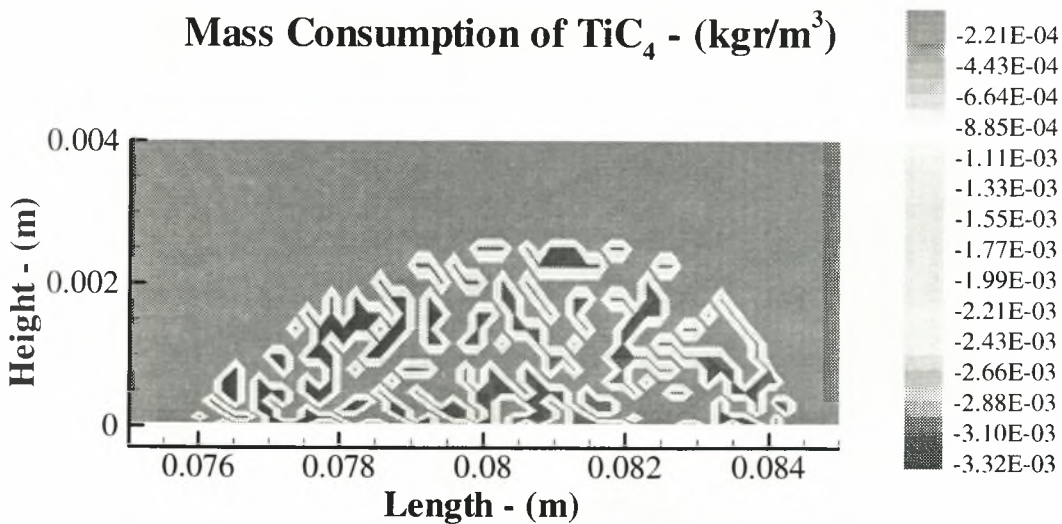 Mass Consumption of TiC₄ - (kgr/m³)
-2.21E-04
-4.43E-04
-6.64E-04
-8.85E-04
-1.11E-03
-1.33E-03
-1.55E-03
-1.77E-03
-1.99E-03
-2.21E-03
-2.43E-03
-2.66E-03
-2.88E-03
-3.10E-03
-3.32E-03
Height - (m)
0.004
0.002
0
0.076 0.078 0.08 0.082 0.084
Length - (m)